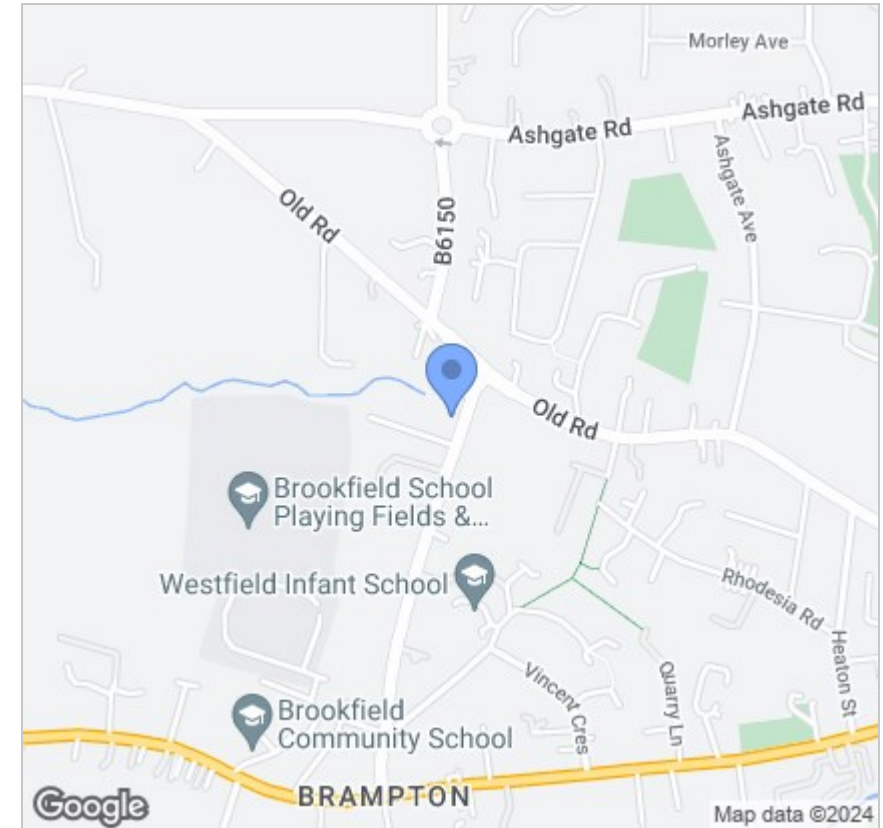 Morley Ave
Ashgate Rd
Ashgate Rd
Ashgate Ave
Old Rd
B6150
Old Rd
Brookfield School
Playing Fields &...
Westfield Infant School
Rhodesia Rd
Heaton St
Vincent Cres
Quarry Ln
Brookfield
Community School
BRAMPTON
Google
Map data ©2024